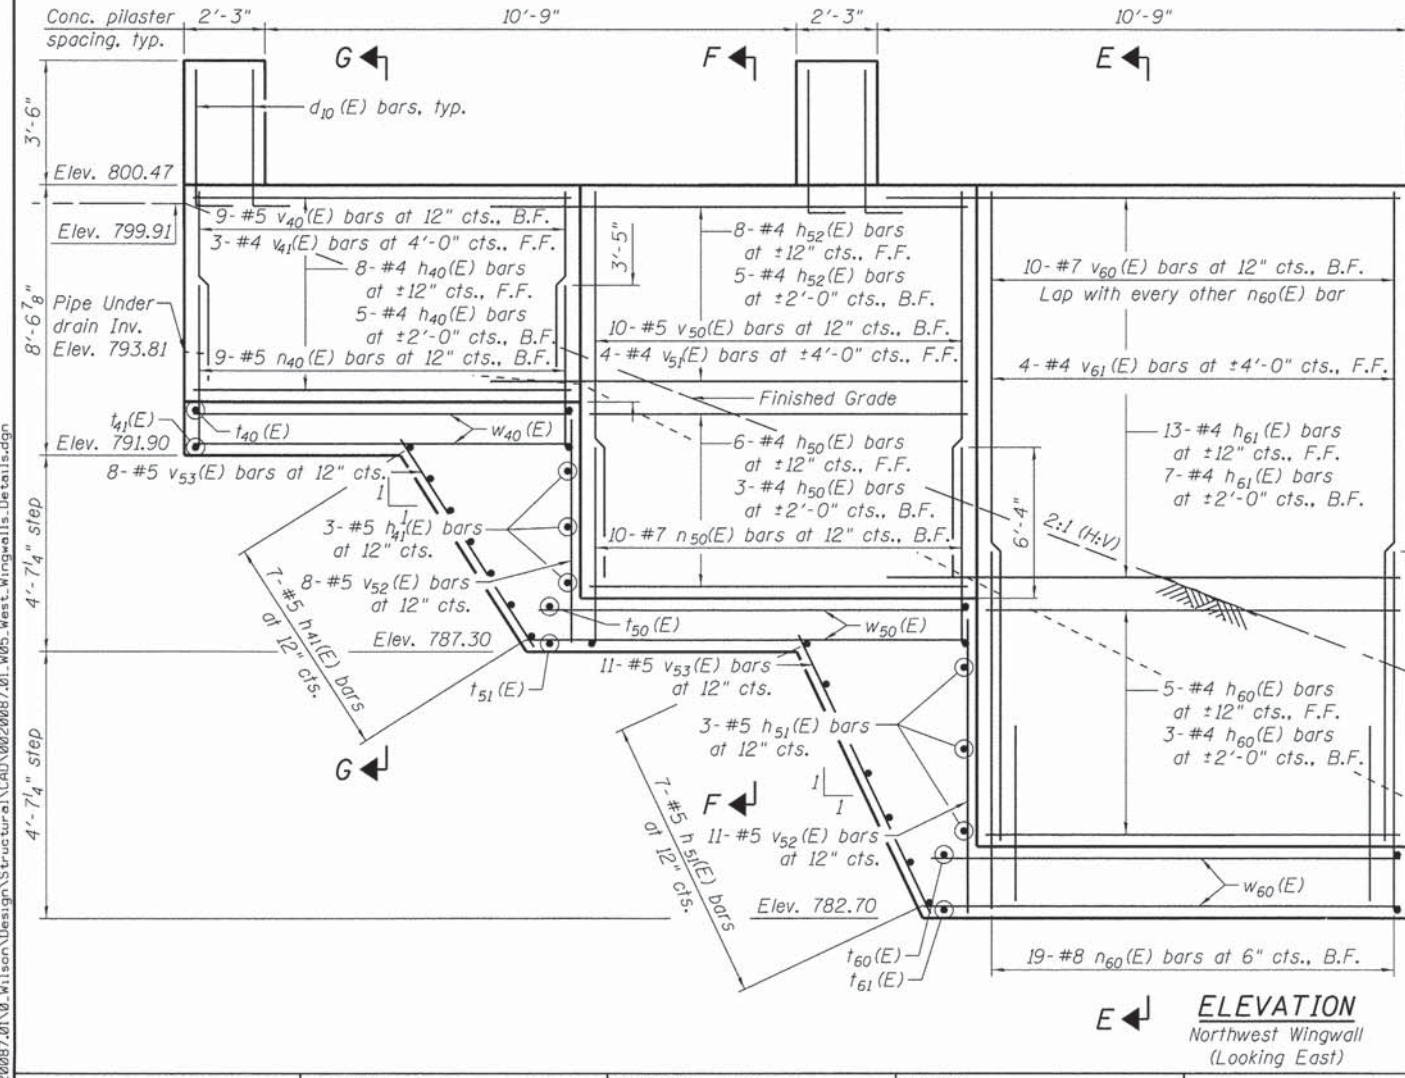 Conc. pilaster
spacing, typ.
2'-3"
10'-9"
2'-3"
10'-9"
G
F
E
d10(E) bars, typ.
3'-6"
Elev. 800.47
Elev. 799.91
9-#5 v40(E) bars at 12" cts., B.F.
3-#4 v41(E) bars at 4'-0" cts., F.F.
8-#4 h40(E) bars
at ±12" cts., F.F.
5-#4 h40(E) bars
at ±2'-0" cts., B.F.
9-#5 n40(E) bars at 12" cts., B.F.
8'-6 7/8"
Pipe Under-
drain Inv.
Elev. 793.81
3'-5"
8-#4 h52(E) bars
at ±12" cts., F.F.
5-#4 h52(E) bars
at ±2'-0" cts., B.F.
10-#5 v50(E) bars at 12" cts., B.F.
4-#4 v51(E) bars at ±4'-0" cts., F.F.
Finished Grade
10-#7 v60(E) bars at 12" cts., B.F.
Lap with every other n60(E) bar
4-#4 v61(E) bars at ±4'-0" cts., F.F.
13-#4 h61(E) bars
at ±12" cts., F.F.
7-#4 h61(E) bars
at ±2'-0" cts., B.F.
t41(E)
t40(E)
w40(E)
Elev. 791.90
8-#5 v53(E) bars at 12" cts.
1
1
6-#4 h50(E) bars
at ±12" cts., F.F.
3-#4 h50(E) bars
at ±2'-0" cts., B.F.
10-#7 n50(E) bars at 12" cts., B.F.
6'-4"
2:1 (H:V)
4'-7 1/4" step
3-#5 h41(E) bars
at 12" cts.
8-#5 v52(E) bars
at 12" cts.
7-#5 h41(E) bars
at 12" cts.
Elev. 787.30
t50(E)
w50(E)
t51(E)
11-#5 v53(E) bars
at 12" cts.
3-#5 h51(E) bars
at 12" cts.
5-#4 h60(E) bars
at ±12" cts., F.F.
3-#4 h60(E) bars
at ±2'-0" cts., B.F.
G
F
1
1
4'-7 1/4" step
7-#5 h51(E) bars
at 12" cts.
11-#5 v52(E) bars
at 12" cts.
Elev. 782.70
w60(E)
t60(E)
t61(E)
19-#8 n60(E) bars at 6" cts., B.F.
E
ELEVATION
Northwest Wingwall
(Looking East)